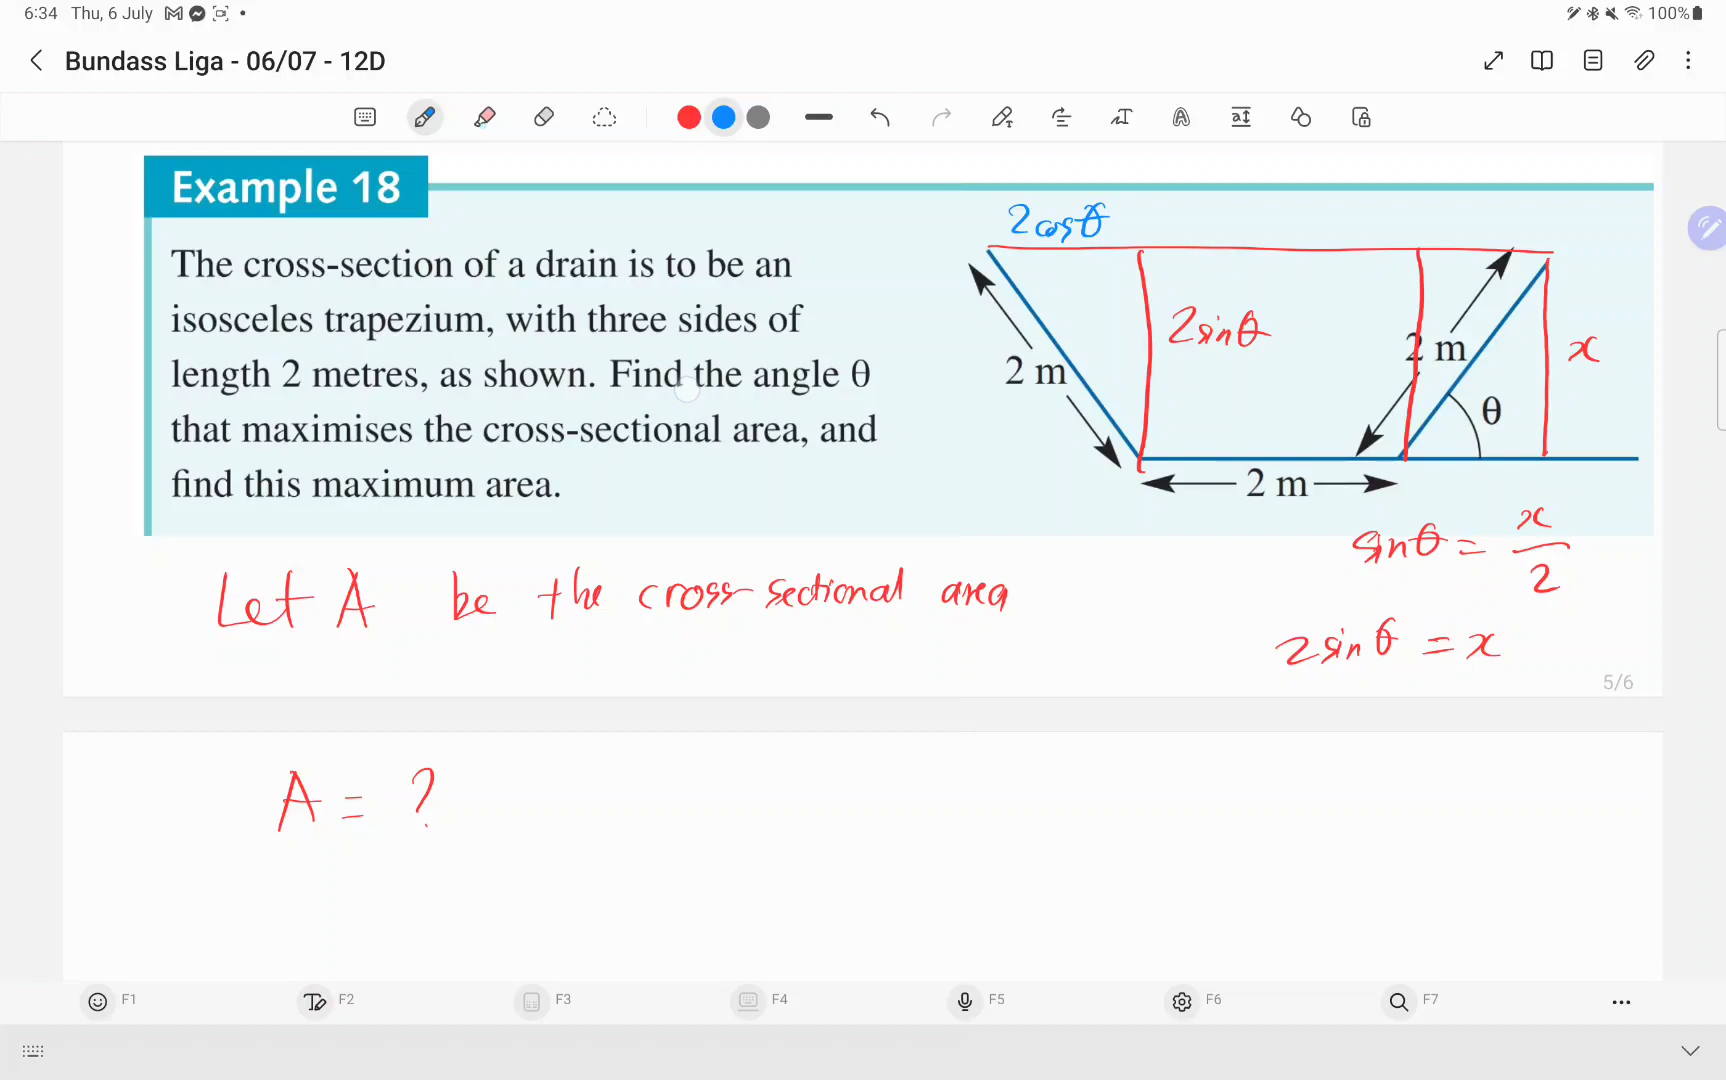 6:34 Thu, 6 July
100%
Bundass Liga - 06/07 - 12D
Example 18
The cross-section of a drain is to be an
isosceles trapezium, with three sides of
length 2 metres, as shown. Find the angle θ
that maximises the cross-sectional area, and
find this maximum area.
2cosθ
2sinθ
2 m
2 m
x
θ
2 m
sinθ = x/2
2sinθ = x
Let A be the cross-sectional area
5/6
A = ?
F1 F2 F3 F4 F5 F6 F7